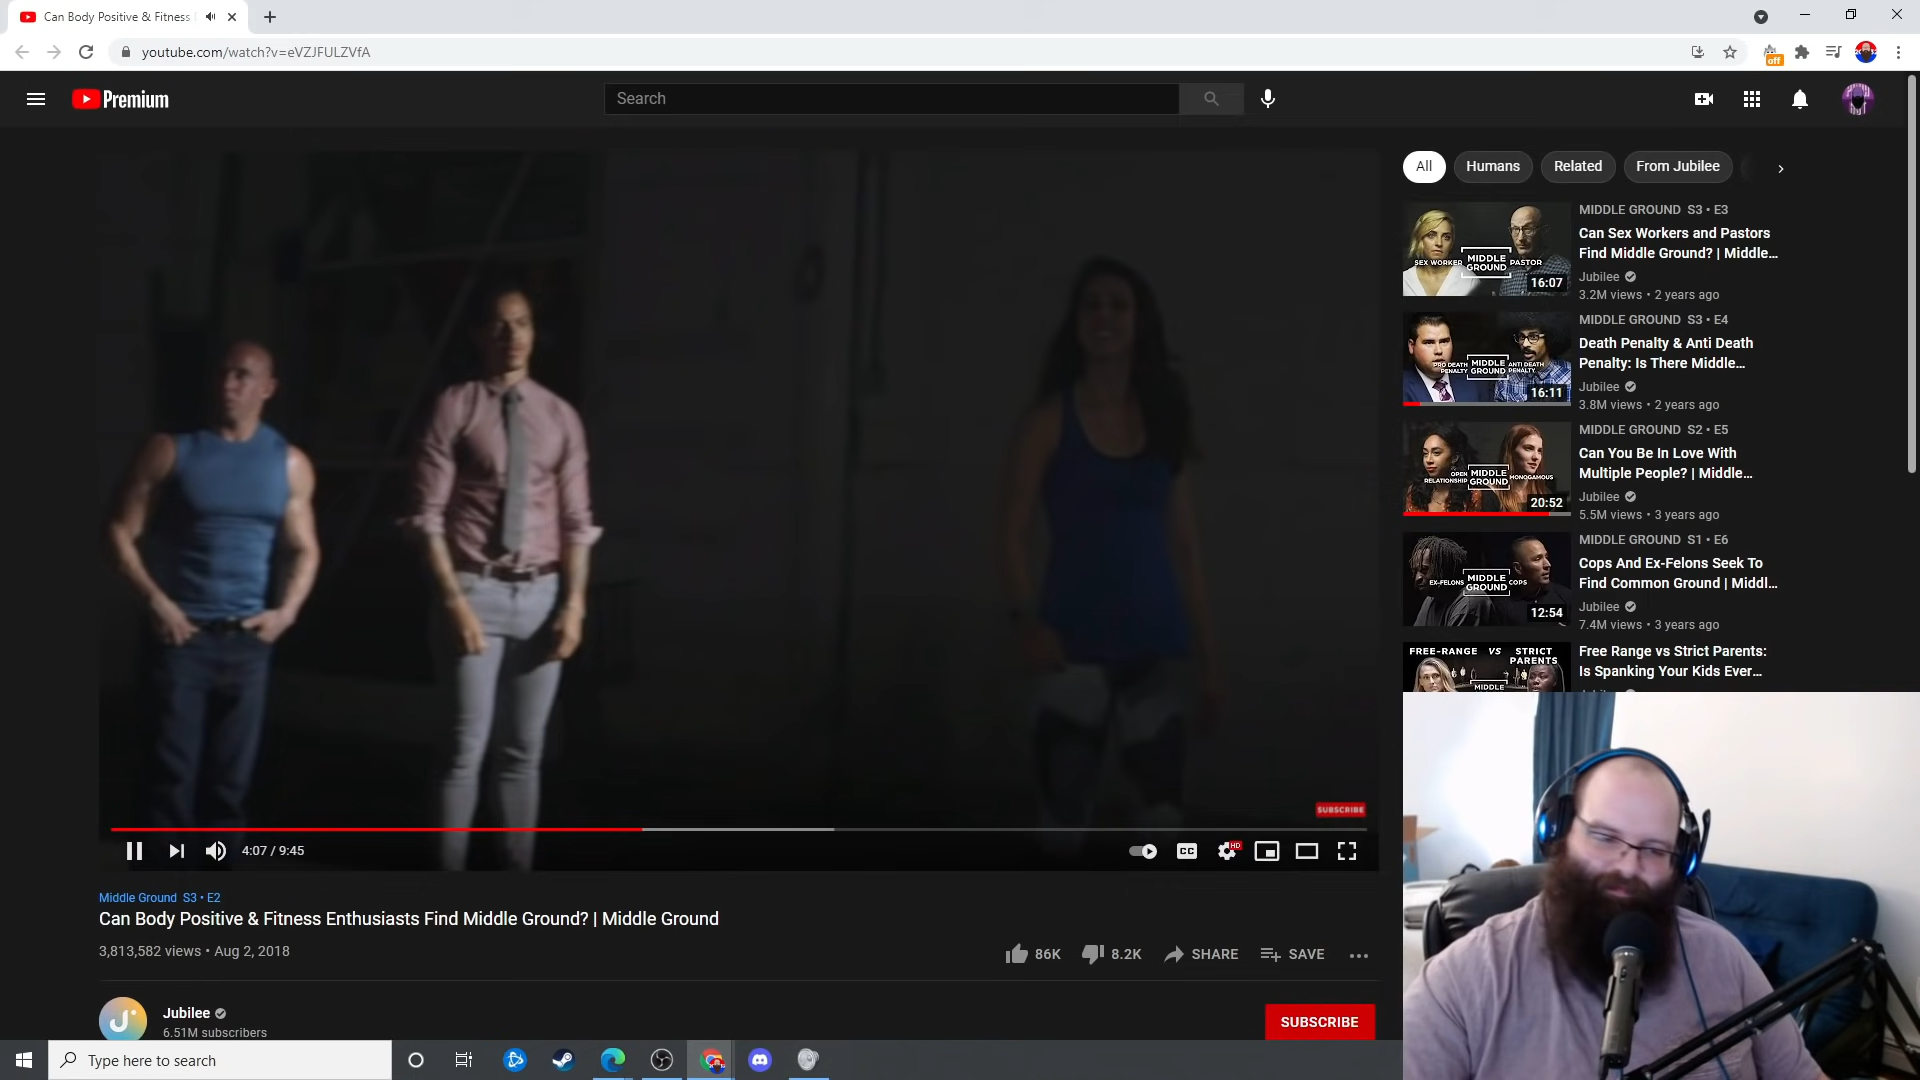 Can Body Positive & Fitness
youtube.com/watch?v=eVZJFULZVfA
off
Premium
Search
All
Humans
Related
From Jubilee
MIDDLE GROUND S3 • E3
Can Sex Workers and Pastors
Find Middle Ground? | Middle...
Jubilee
3.2M views • 2 years ago
SEX WORKER
MIDDLE
GROUND
PASTOR
16:07
MIDDLE GROUND S3 • E4
Death Penalty & Anti Death
Penalty: Is There Middle...
Jubilee
3.8M views • 2 years ago
PRO DEATH
PENALTY
MIDDLE
GROUND
ANTI DEATH
PENALTY
16:11
MIDDLE GROUND S2 • E5
Can You Be In Love With
Multiple People? | Middle...
Jubilee
5.5M views • 3 years ago
OPEN
RELATIONSHIP
MIDDLE
GROUND
MONOGAMOUS
20:52
MIDDLE GROUND S1 • E6
Cops And Ex-Felons Seek To
Find Common Ground | Middl...
Jubilee
7.4M views • 3 years ago
EX-FELONS
MIDDLE
GROUND
COPS
12:54
Free Range vs Strict Parents:
Is Spanking Your Kids Ever...
FREE-RANGE VS STRICT
PARENTS
MIDDLE
SUBSCRIBE
4:07 / 9:45
CC
HD
Middle Ground S3 • E2
Can Body Positive & Fitness Enthusiasts Find Middle Ground? | Middle Ground
3,813,582 views • Aug 2, 2018
86K
8.2K
SHARE
SAVE
Jubilee
6.51M subscribers
SUBSCRIBE
Type here to search